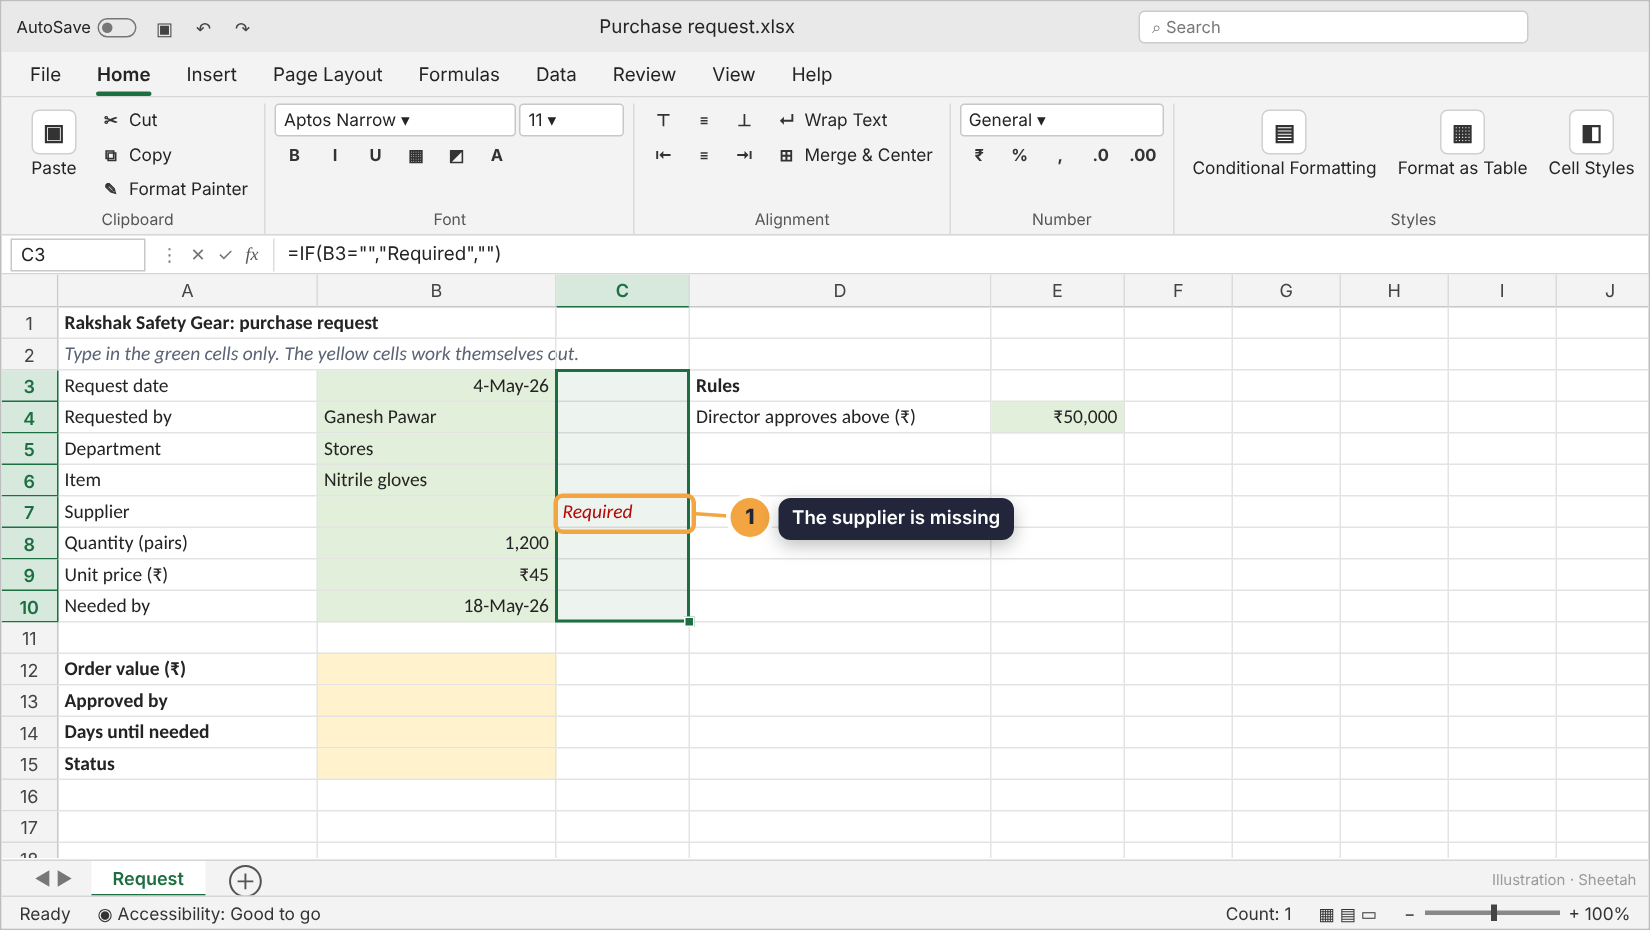 AutoSave
Purchase request.xlsx
Search
File Home Insert Page Layout Formulas Data Review View Help
Paste
Cut
Copy
Format Painter
Clipboard
Aptos Narrow 11
B I U A
Font
Wrap Text
Merge & Center
Alignment
General
₹ % , .0 .00
Number
Conditional Formatting Format as Table Cell Styles
Styles
C3 fx =IF(B3="","Required","")
A B C D E F G H I J
1 Rakshak Safety Gear: purchase request
2 Type in the green cells only. The yellow cells work themselves out.
3 Request date 4-May-26 Rules
4 Requested by Ganesh Pawar Director approves above (₹) ₹50,000
5 Department Stores
6 Item Nitrile gloves
7 Supplier Required 1 The supplier is missing
8 Quantity (pairs) 1,200
9 Unit price (₹) ₹45
10 Needed by 18-May-26
11
12 Order value (₹)
13 Approved by
14 Days until needed
15 Status
16
17
18
Request
Illustration · Sheetah
Ready Accessibility: Good to go Count: 1 − + 100%